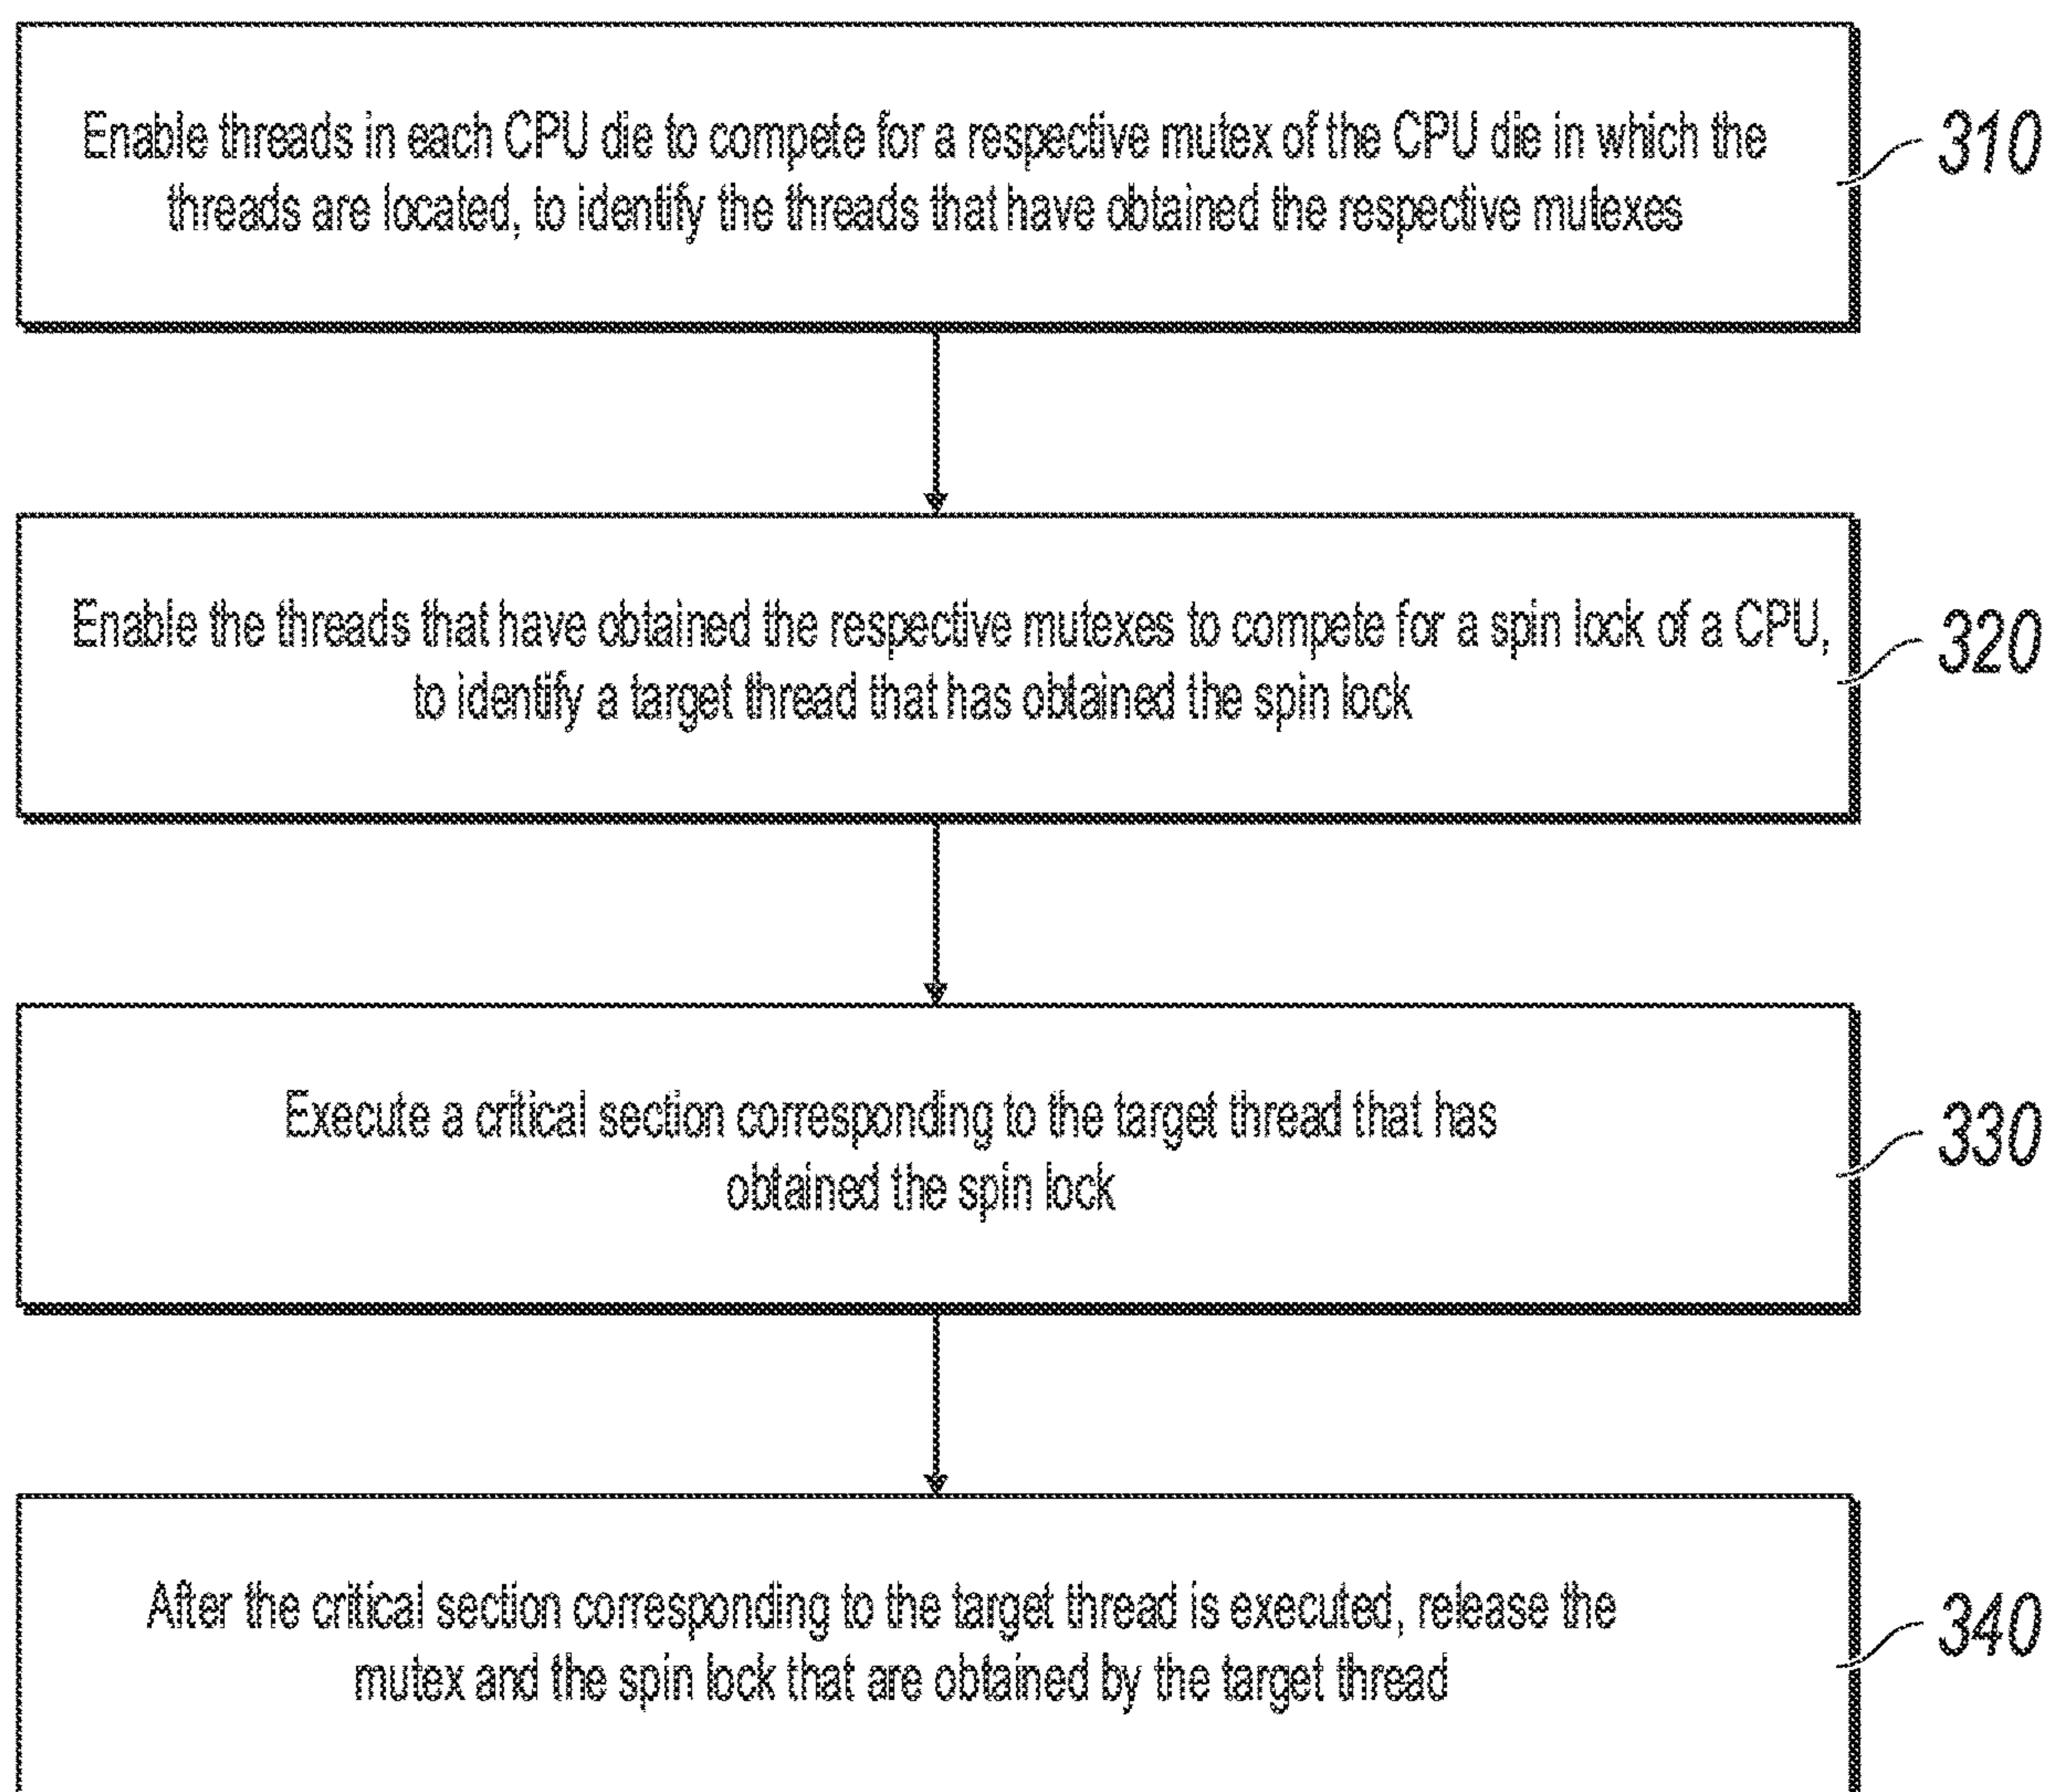 Enable threads in each CPU die to compete for a respective mutex of the CPU die in which the
threads are located, to identify the threads that have obtained the respective mutexes
310
Enable the threads that have obtained the respective mutexes to compete for a spin lock of a CPU,
to identify a target thread that has obtained the spin lock
320
Execute a critical section corresponding to the target thread that has
obtained the spin lock
330
After the critical section corresponding to the target thread is executed, release the
mutex and the spin lock that are obtained by the target thread
340